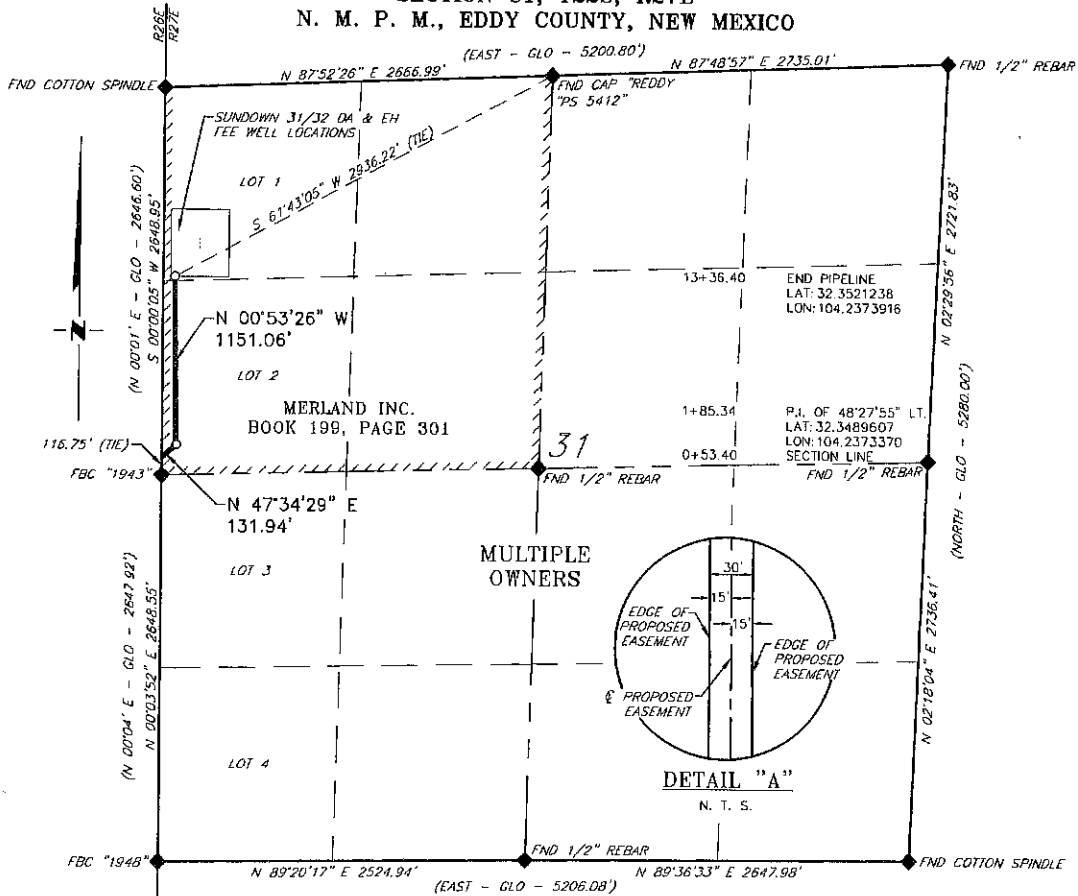 N. M. P. M., EDDY COUNTY, NEW MEXICO
R26E
R27E
(EAST - GLO - 5200.80')
N 87°52'26" E 2666.99'
N 87°48'57" E 2735.01'
FND COTTON SPINDLE
FND CAP "REDDY
"PS 5412"
FND 1/2" REBAR
SUNDOWN 31/32 DA & EH
FEE WELL LOCATIONS
LOT 1
S 61°43'05" W 2936.22' (TIE)
(N 00°01' E - GLO - 2646.60')
S 00°00'05" W 2648.95'
N 02°29'36" E 2721.83'
13+36.40 END PIPELINE
LAT: 32.3521238
LON: 104.2373916
N
N 00°53'26" W
1151.06'
LOT 2
MERLAND INC.
BOOK 199, PAGE 301
1+85.34 P.I. OF 48°27'55" LT.
LAT: 32.3489607
LON: 104.2373370
0+53.40 SECTION LINE
116.75' (TIE)
FBC "1943"
31
FND 1/2" REBAR
FND 1/2" REBAR
(NORTH - GLO - 5280.00')
N 47°34'29" E
131.94'
MULTIPLE
OWNERS
LOT 3
(N 00°04' E - GLO - 2647.92')
N 00°03'52" E 2648.55'
N 02°18'04" E 2736.41'
30'
15'
15'
EDGE OF
PROPOSED
EASEMENT
EDGE OF
PROPOSED
EASEMENT
℄ PROPOSED
EASEMENT
DETAIL "A"
N. T. S.
LOT 4
FBC "1948"
FND 1/2" REBAR
FND COTTON SPINDLE
N 89°20'17" E 2524.94'
N 89°36'33" E 2647.98'
(EAST - GLO - 5206.08')